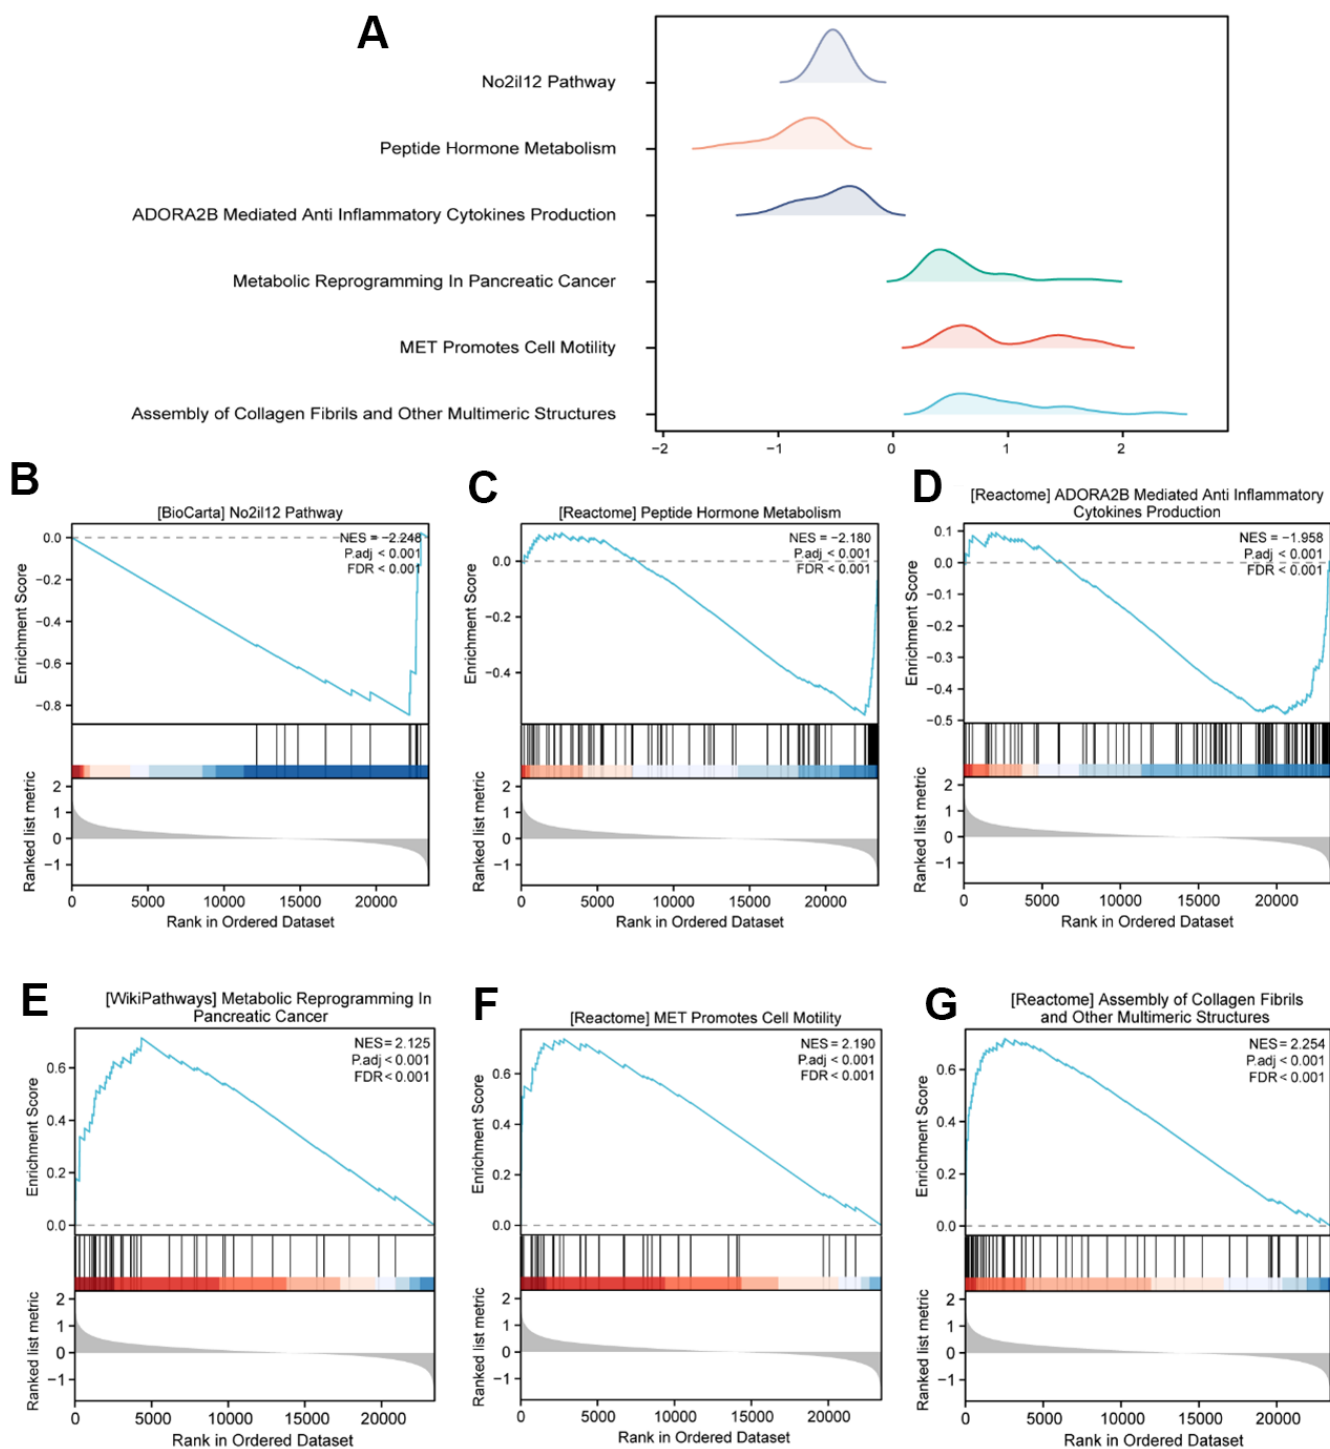 A
No2il12 Pathway
Peptide Hormone Metabolism
ADORA2B Mediated Anti Inflammatory Cytokines Production
Metabolic Reprogramming In Pancreatic Cancer
MET Promotes Cell Motility
Assembly of Collagen Fibrils and Other Multimeric Structures
−2 −1 0 1 2
B
[BioCarta] No2il12 Pathway
NES = −2.248
P.adj < 0.001
FDR < 0.001
Enrichment Score
0.0
−0.2
−0.4
−0.6
−0.8
Ranked list metric
2
1
0
−1
0 5000 10000 15000 20000
Rank in Ordered Dataset
C
[Reactome] Peptide Hormone Metabolism
NES = −2.180
P.adj < 0.001
FDR < 0.001
Enrichment Score
0.0
−0.2
−0.4
Ranked list metric
2
1
0
−1
0 5000 10000 15000 20000
Rank in Ordered Dataset
D
[Reactome] ADORA2B Mediated Anti Inflammatory
Cytokines Production
NES = −1.958
P.adj < 0.001
FDR < 0.001
Enrichment Score
0.1
0.0
−0.1
−0.2
−0.3
−0.4
−0.5
Ranked list metric
2
1
0
−1
0 5000 10000 15000 20000
Rank in Ordered Dataset
E
[WikiPathways] Metabolic Reprogramming In
Pancreatic Cancer
NES = 2.125
P.adj < 0.001
FDR < 0.001
Enrichment Score
0.6
0.4
0.2
0.0
Ranked list metric
2
1
0
−1
0 5000 10000 15000 20000
Rank in Ordered Dataset
F
[Reactome] MET Promotes Cell Motility
NES = 2.190
P.adj < 0.001
FDR < 0.001
Enrichment Score
0.6
0.4
0.2
0.0
Ranked list metric
2
1
0
−1
0 5000 10000 15000 20000
Rank in Ordered Dataset
G
[Reactome] Assembly of Collagen Fibrils
and Other Multimeric Structures
NES = 2.254
P.adj < 0.001
FDR < 0.001
Enrichment Score
0.6
0.4
0.2
0.0
Ranked list metric
2
1
0
−1
0 5000 10000 15000 20000
Rank in Ordered Dataset